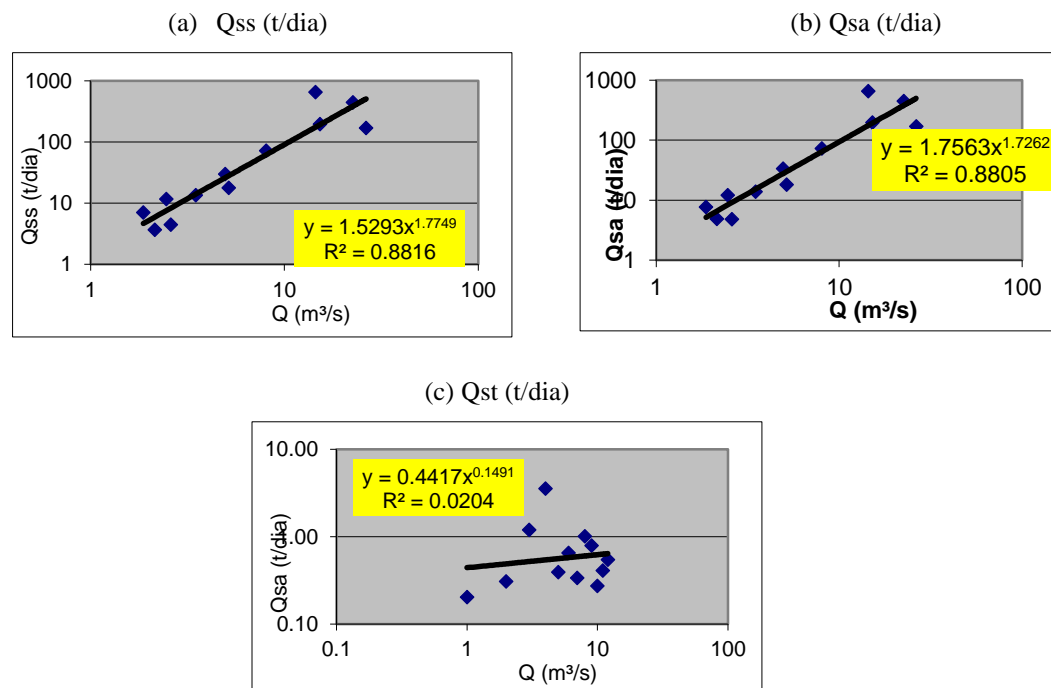 (a) Qss (t/dia)
(b) Qsa (t/dia)
1000
100
10
1
Qss (t/dia)
y = 1.5293x^1.7749
R² = 0.8816
1
10
100
Q (m³/s)
1000
100
10
1
Qsa (t/dia)
y = 1.7563x^1.7262
R² = 0.8805
1
10
100
Q (m³/s)
(c) Qst (t/dia)
10.00
1.00
0.10
Qsa (t/dia)
y = 0.4417x^0.1491
R² = 0.0204
0.1
1
10
100
Q (m³/s)